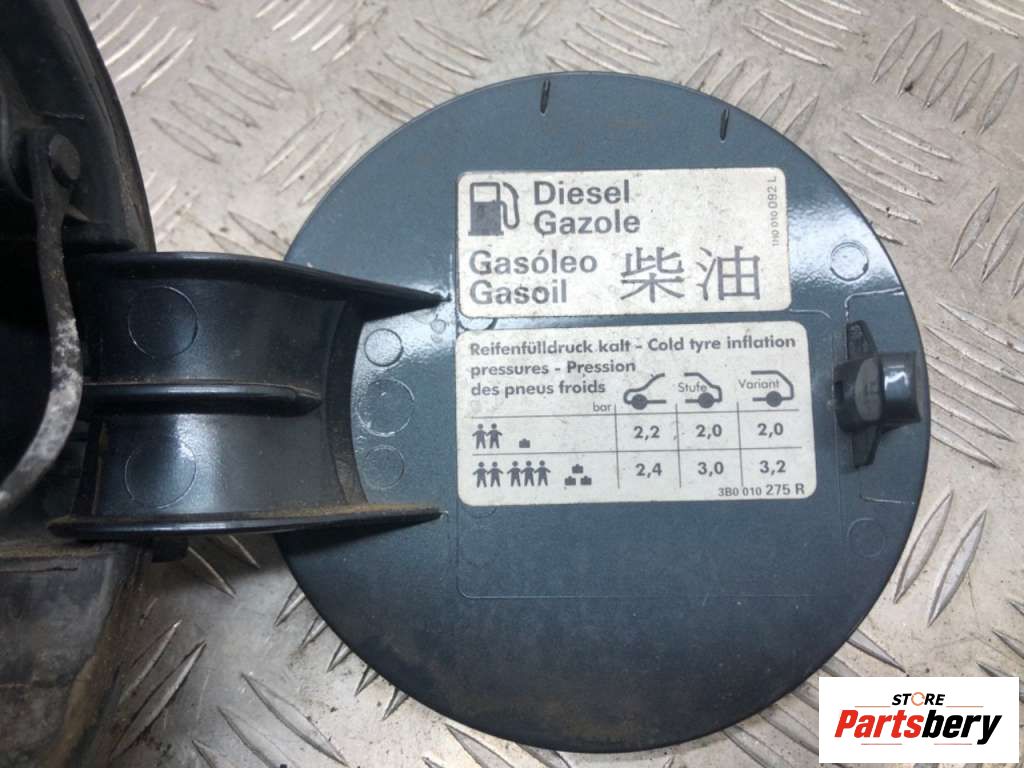 Diesel
Gazole
Gasóleo
Gasoil
柴油
1H0 010 092 L
Reifenfülldruck kalt - Cold tyre inflation
pressures - Pression
des pneus froids
Stufe Variant
bar
2,2 2,0 2,0
2,4 3,0 3,2
3B0 010 275 R
STORE
Partsbery